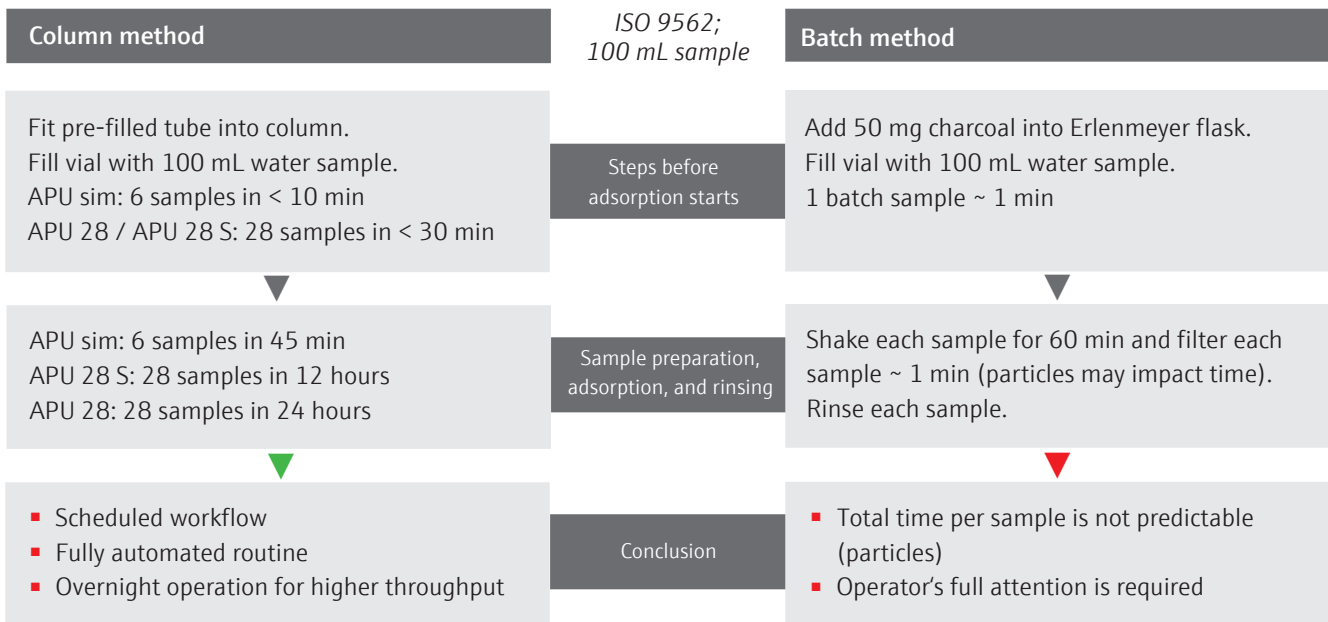 Column method
ISO 9562;
100 mL sample
Batch method
Fit pre-filled tube into column.
Fill vial with 100 mL water sample.
APU sim: 6 samples in < 10 min
APU 28 / APU 28 S: 28 samples in < 30 min
Steps before
adsorption starts
Add 50 mg charcoal into Erlenmeyer flask.
Fill vial with 100 mL water sample.
1 batch sample ~ 1 min
APU sim: 6 samples in 45 min
APU 28 S: 28 samples in 12 hours
APU 28: 28 samples in 24 hours
Sample preparation,
adsorption, and rinsing
Shake each sample for 60 min and filter each
sample ~ 1 min (particles may impact time).
Rinse each sample.
▪ Scheduled workflow
▪ Fully automated routine
▪ Overnight operation for higher throughput
Conclusion
▪ Total time per sample is not predictable
(particles)
▪ Operator‘s full attention is required